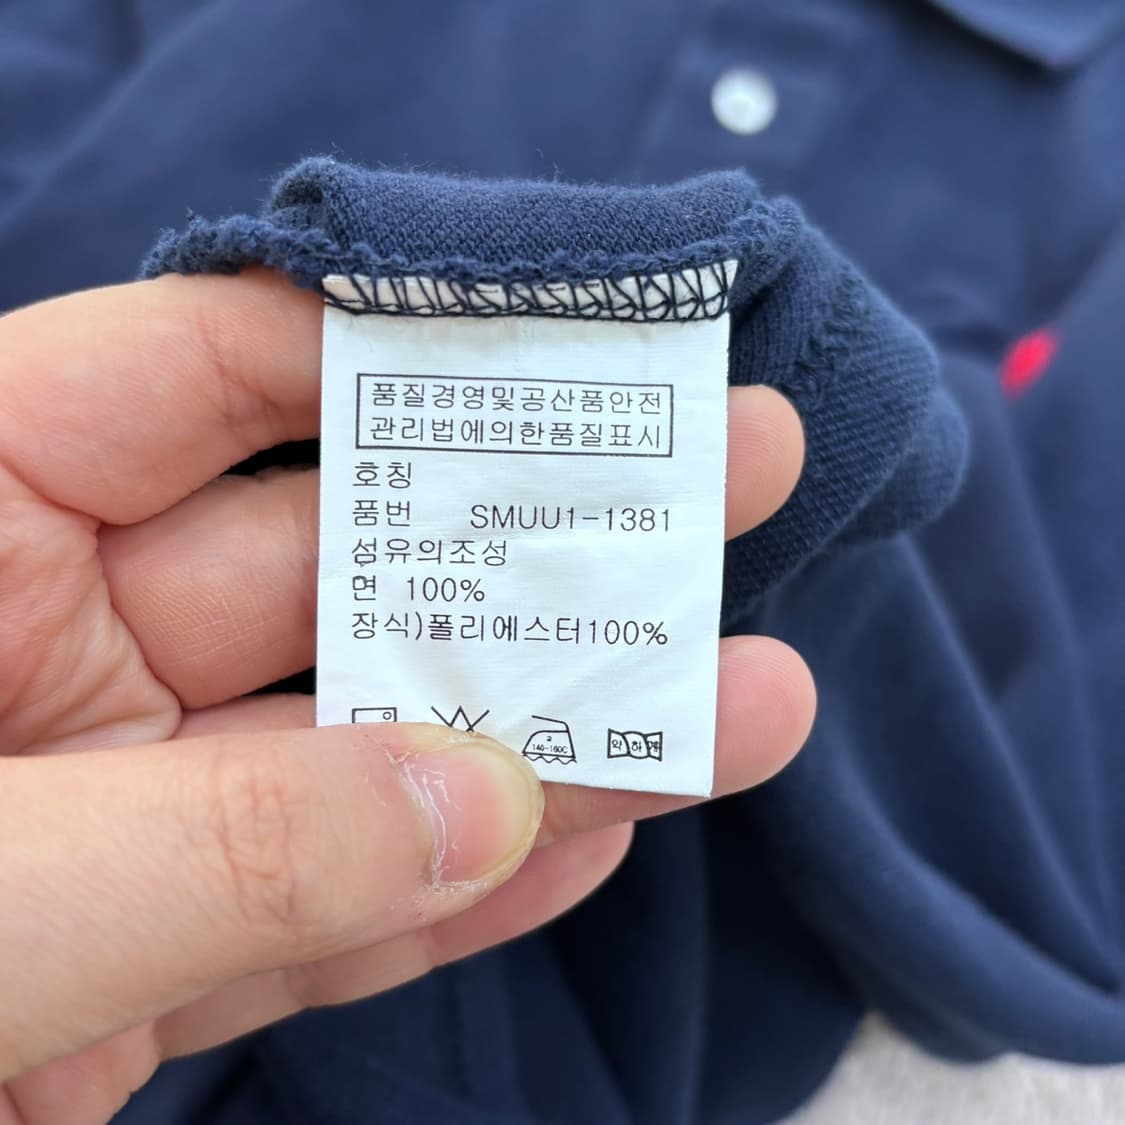 품질경영및공산품안전
관리법에의한품질표시
호칭
품번 SMUU1-1381
섬유의조성
면 100%
장식)폴리에스터100%
2
140-160C
약하게